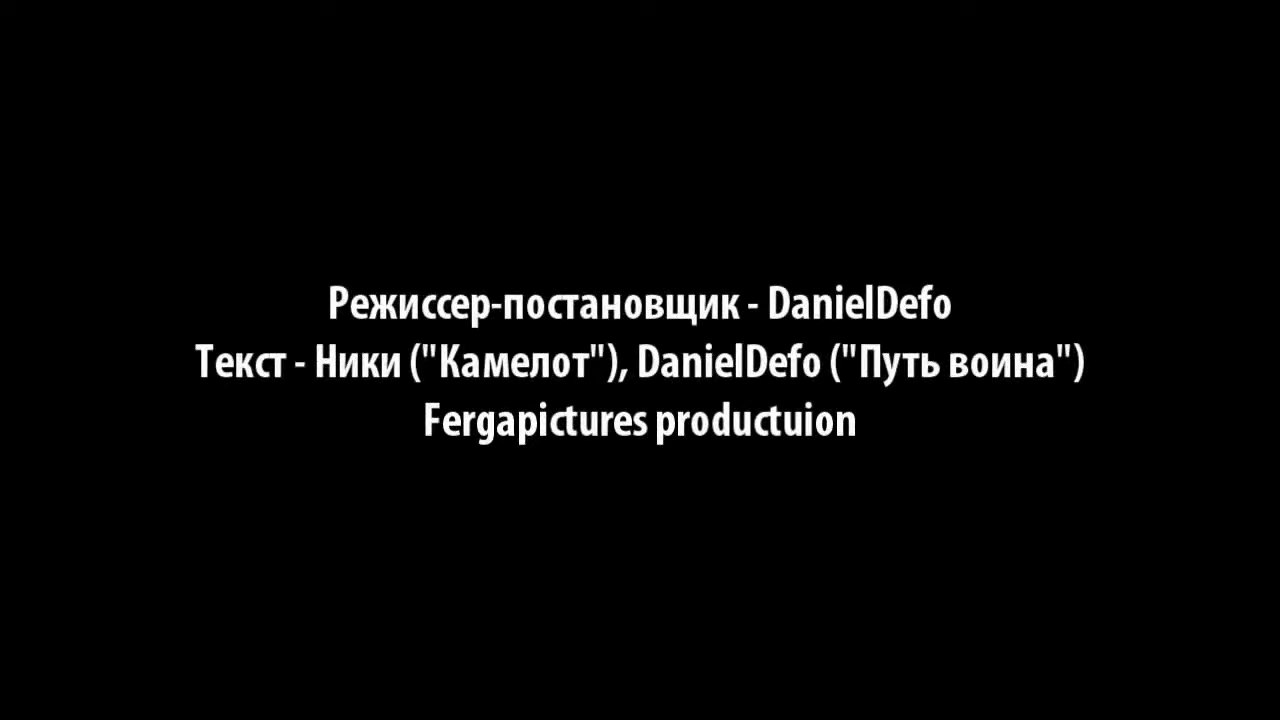 Режиссер-постановщик - DanielDefo
Текст - Ники ("Камелот"), DanielDefo ("Путь воина")
Fergapictures productuion